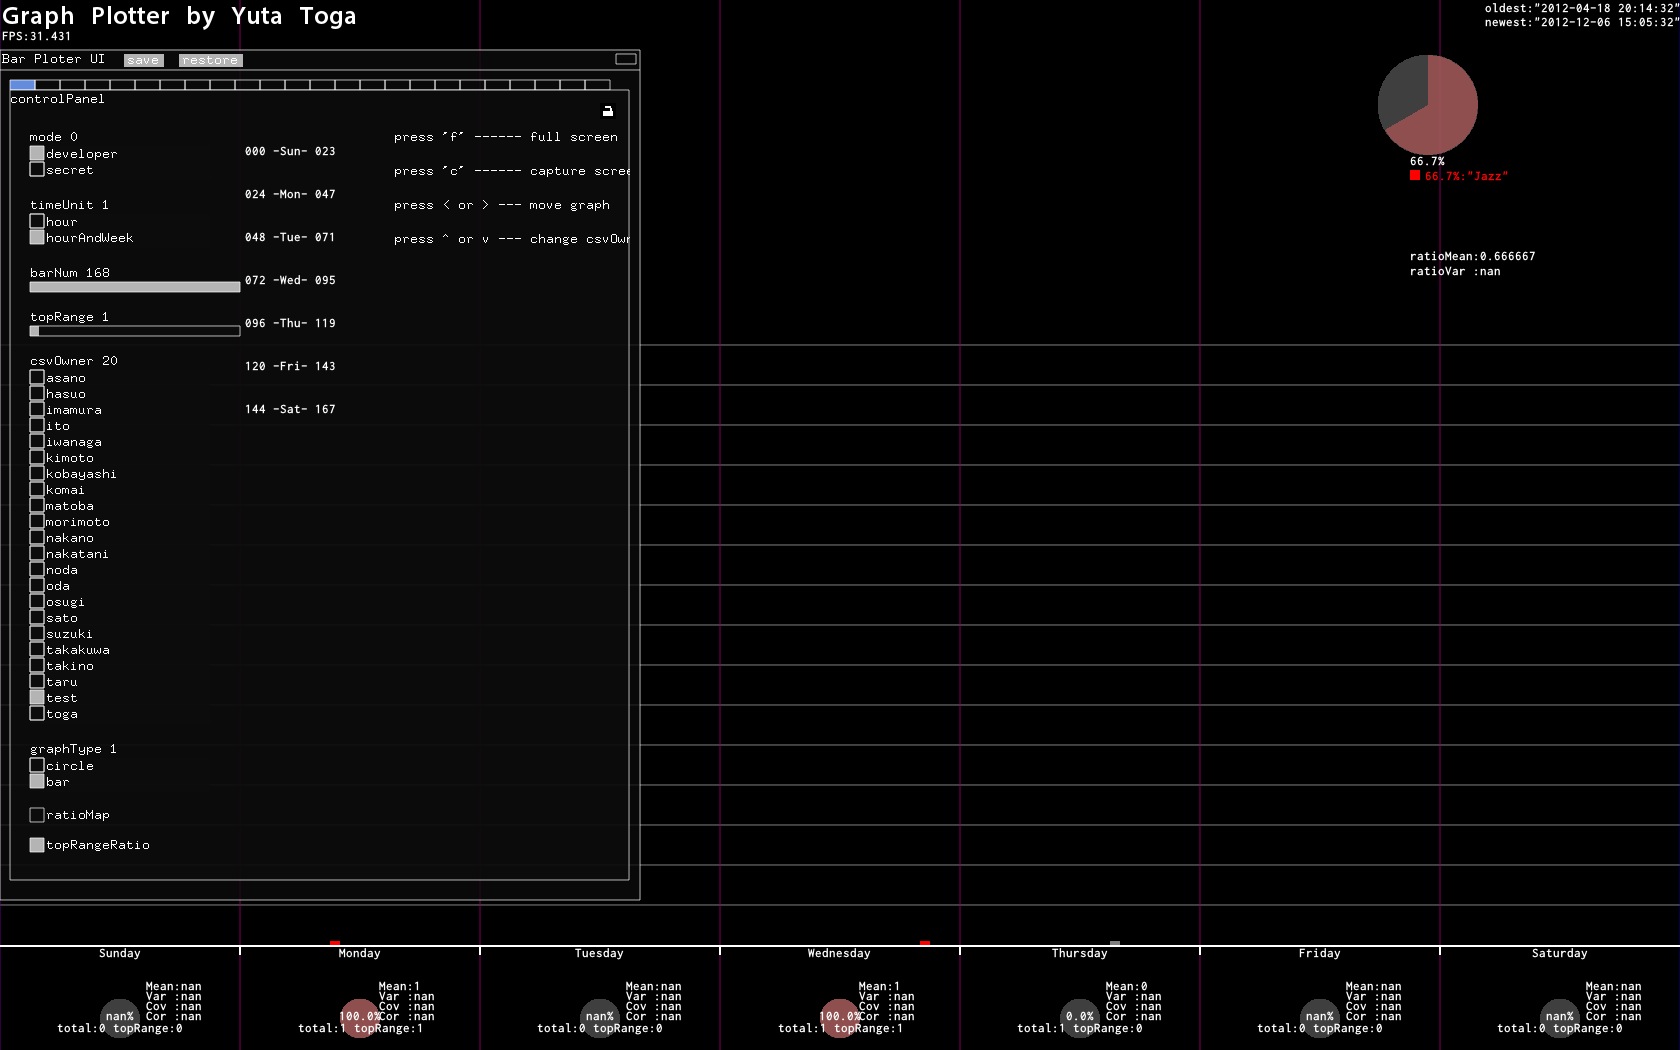 Graph Plotter by Yuta Toga
FPS:31.431
oldest:"2012-04-18 20:14:32"
newest:"2012-12-06 15:05:32"
Bar Ploter UI save restore
controlPanel
mode 0
developer
secret
timeUnit 1
hour
hourAndWeek
barNum 168
topRange 1
csvOwner 20
asano
hasuo
imamura
ito
iwanaga
kimoto
kobayashi
komai
matoba
morimoto
nakano
nakatani
noda
oda
osugi
sato
suzuki
takakuwa
takino
taru
test
toga
graphType 1
circle
bar
ratioMap
topRangeRatio
000 -Sun- 023
024 -Mon- 047
048 -Tue- 071
072 -Wed- 095
096 -Thu- 119
120 -Fri- 143
144 -Sat- 167
press "f" ------ full screen
press "c" ------ capture scree
press < or > --- move graph
press ^ or v --- change csvOwn
66.7%
66.7%:"Jazz"
ratioMean:0.666667
ratioVar :nan
Sunday Monday Tuesday Wednesday Thursday Friday Saturday
Mean:nan
Var :nan
Cov :nan
nan% Cor :nan
total:0 topRange:0
Mean:1
Var :nan
Cov :nan
100.0% Cor :nan
total:1 topRange:1
Mean:nan
Var :nan
Cov :nan
nan% Cor :nan
total:0 topRange:0
Mean:1
Var :nan
Cov :nan
100.0% Cor :nan
total:1 topRange:1
Mean:0
Var :nan
Cov :nan
0.0% Cor :nan
total:1 topRange:0
Mean:nan
Var :nan
Cov :nan
nan% Cor :nan
total:0 topRange:0
Mean:nan
Var :nan
Cov :nan
nan% Cor :nan
total:0 topRange:0